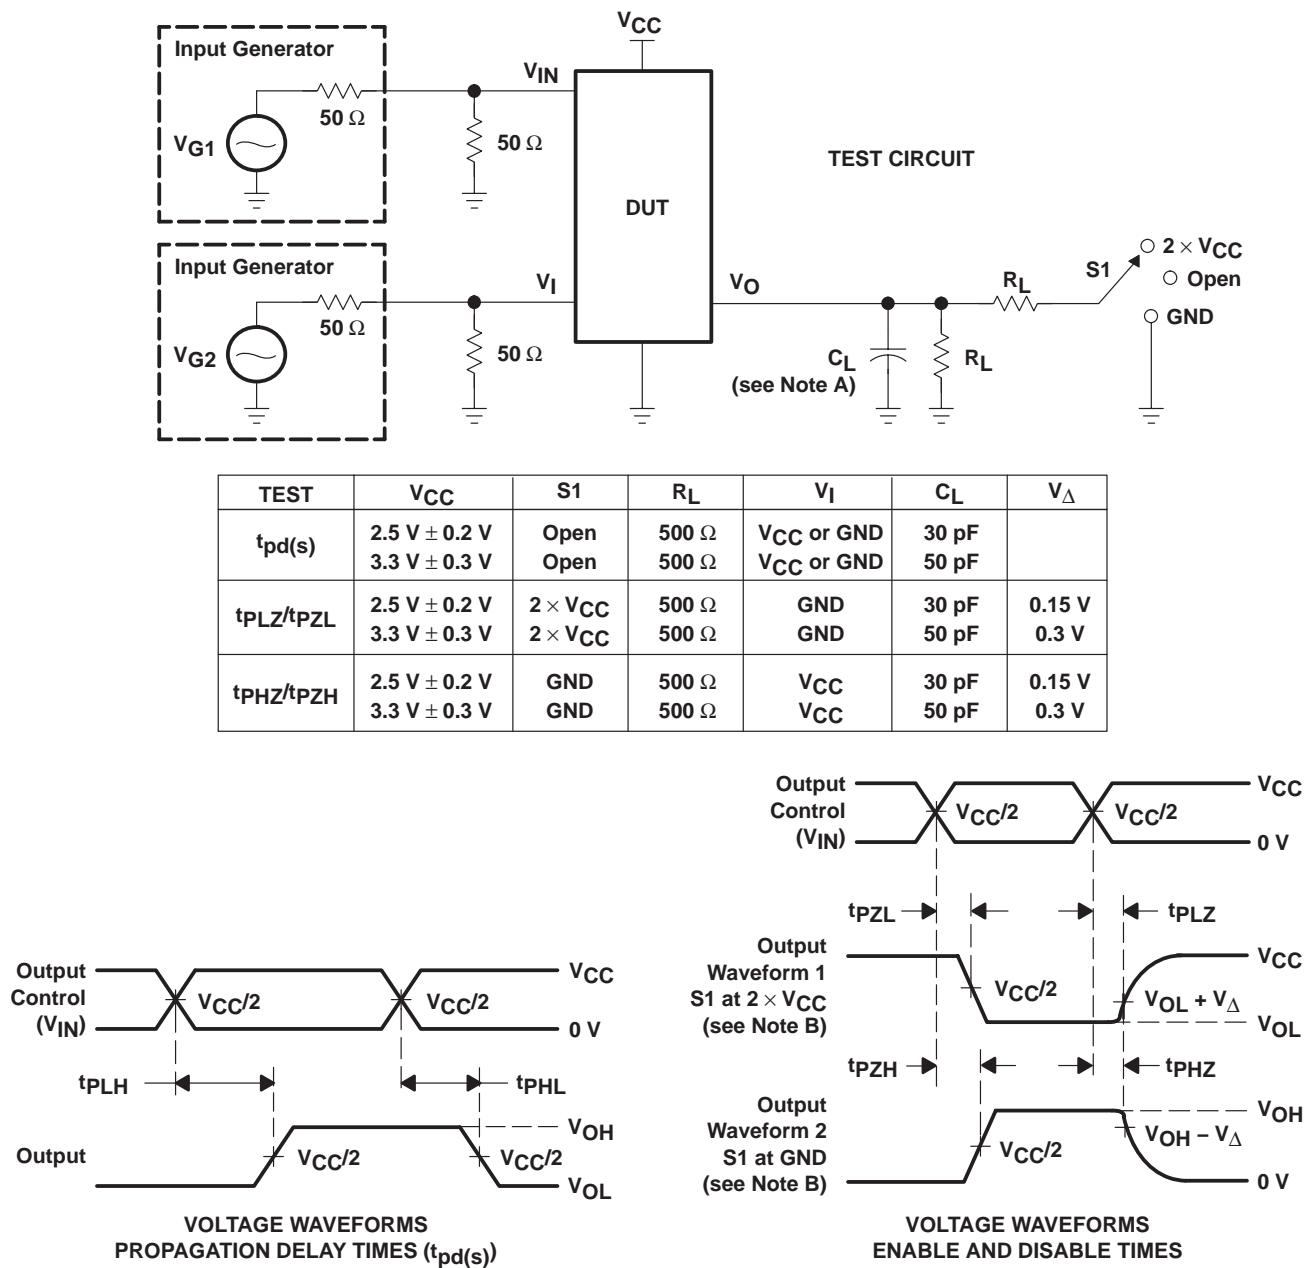 VCC
Input Generator
VIN
50 Ω
VG1
50 Ω
TEST CIRCUIT
DUT
Input Generator
VI
VO
50 Ω
VG2
50 Ω
RL
S1
2 × VCC
Open
GND
CL
(see Note A)
RL
TEST VCC S1 RL VI CL VΔ
tpd(s) 2.5 V ± 0.2 V Open 500 Ω VCC or GND 30 pF
3.3 V ± 0.3 V Open 500 Ω VCC or GND 50 pF
tPLZ/tPZL 2.5 V ± 0.2 V 2 × VCC 500 Ω GND 30 pF 0.15 V
3.3 V ± 0.3 V 2 × VCC 500 Ω GND 50 pF 0.3 V
tPHZ/tPZH 2.5 V ± 0.2 V GND 500 Ω VCC 30 pF 0.15 V
3.3 V ± 0.3 V GND 500 Ω VCC 50 pF 0.3 V
Output
Control
(VIN)
VCC/2
VCC/2
VCC
0 V
tPLH
tPHL
Output
VCC/2
VCC/2
VOH
VOL
VOLTAGE WAVEFORMS
PROPAGATION DELAY TIMES (tpd(s))
Output
Control
(VIN)
VCC/2
VCC/2
VCC
0 V
tPZL
tPLZ
Output
Waveform 1
S1 at 2 × VCC
(see Note B)
VCC/2
VCC
VOL + VΔ
VOL
tPZH
tPHZ
Output
Waveform 2
S1 at GND
(see Note B)
VCC/2
VOH
VOH − VΔ
0 V
VOLTAGE WAVEFORMS
ENABLE AND DISABLE TIMES